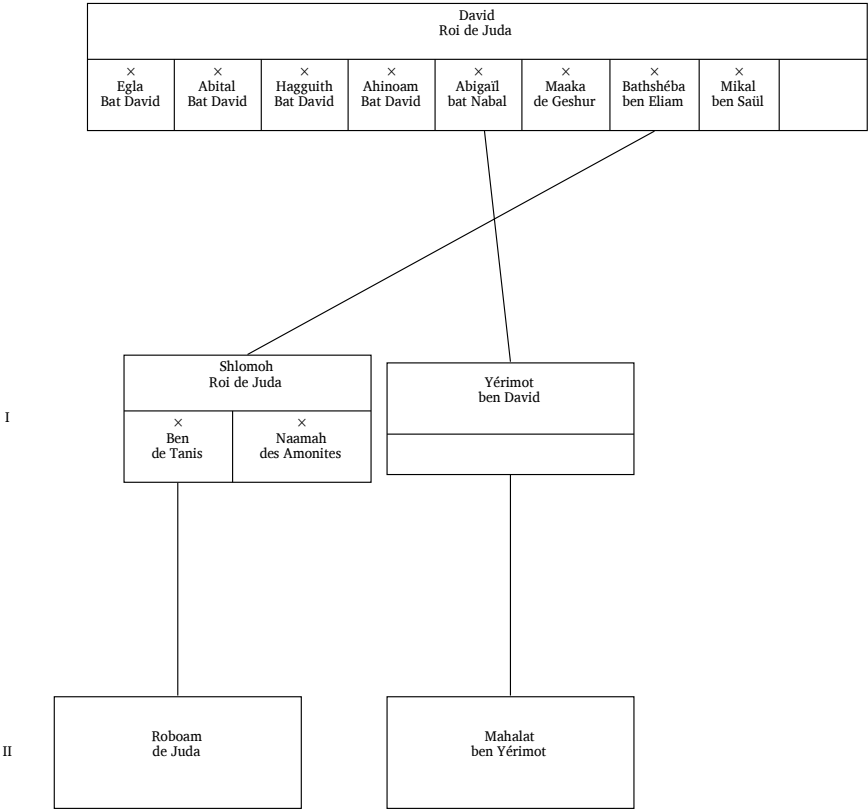 David
Roi de Juda
×
Egla
Bat David
×
Abital
Bat David
×
Hagguith
Bat David
×
Ahinoam
Bat David
×
Abigaïl
bat Nabal
×
Maaka
de Geshur
×
Bathshéba
ben Eliam
×
Mikal
ben Saül
I
Shlomoh
Roi de Juda
×
Ben
de Tanis
×
Naamah
des Amonites
Yérimot
ben David
II
Roboam
de Juda
Mahalat
ben Yérimot